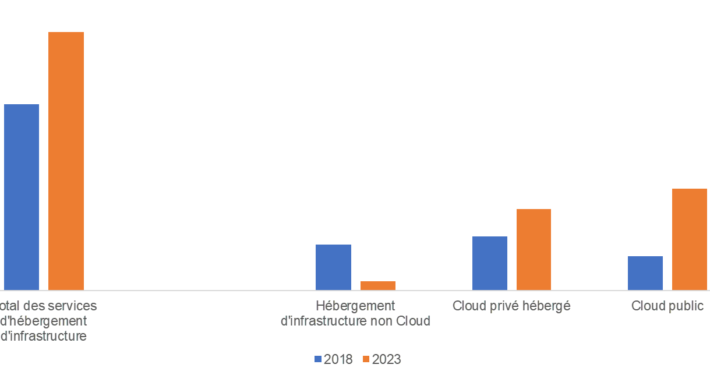 otal des services
d'hébergement
d'infrastructure
Hébergement
d'infrastructure non Cloud
Cloud privé hébergé
Cloud public
2018 2023